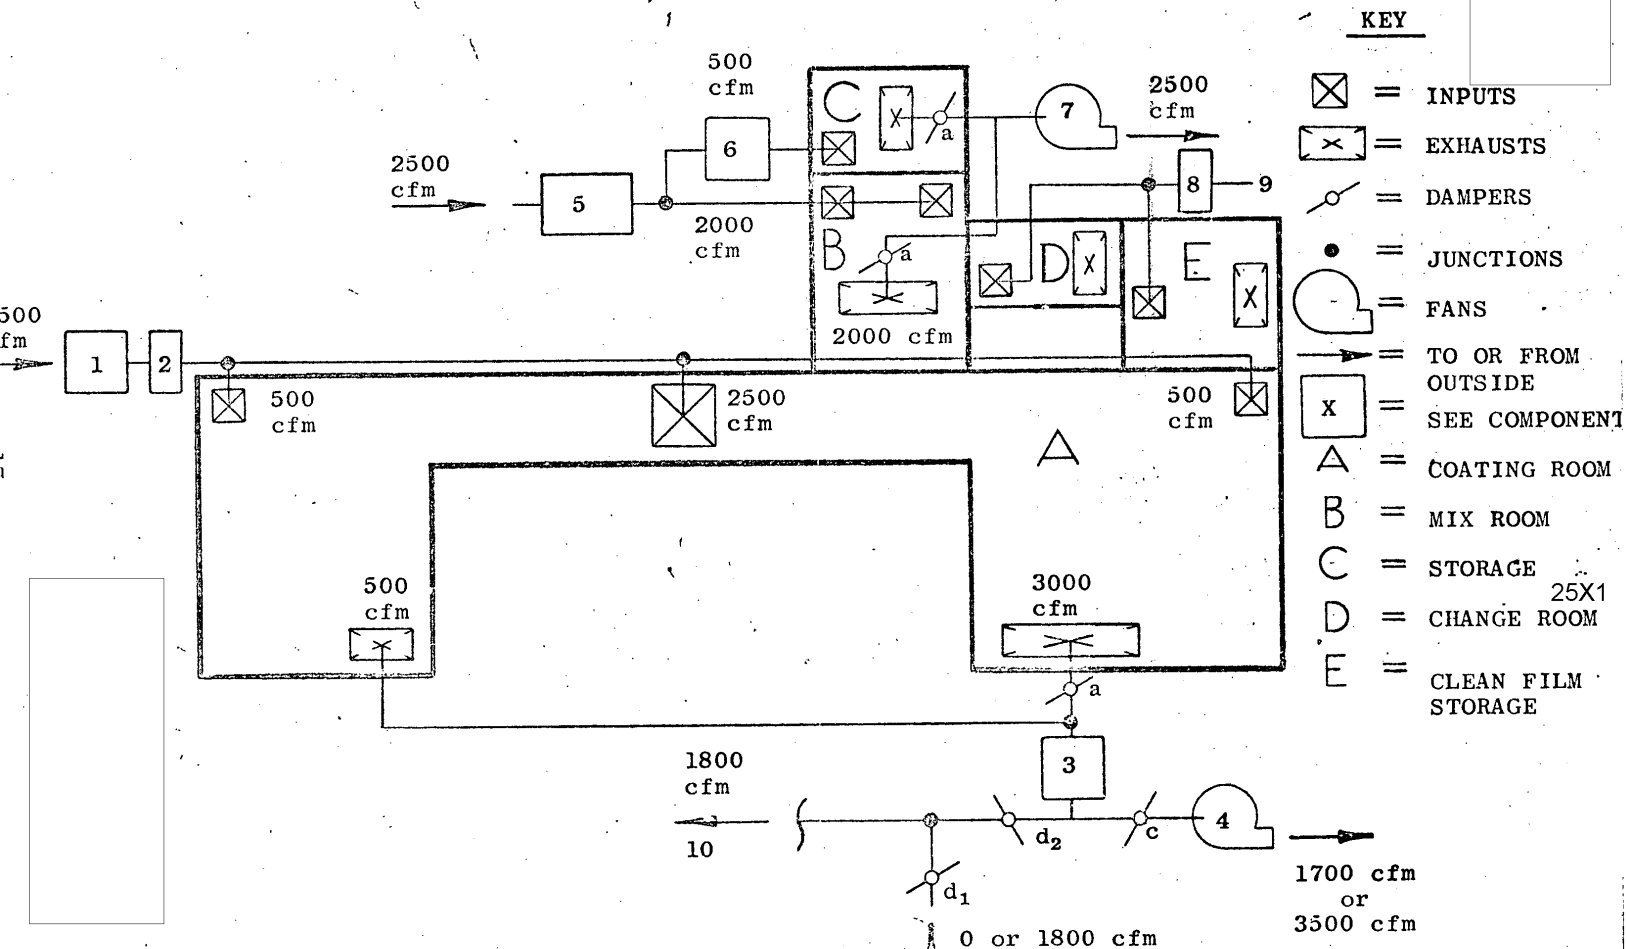 KEY
⊠ = INPUTS
X = EXHAUSTS
= DAMPERS
= JUNCTIONS
= FANS
= TO OR FROM
OUTSIDE
X = SEE COMPONENT
A = COATING ROOM
B = MIX ROOM
C = STORAGE
25X1
D = CHANGE ROOM
E = CLEAN FILM
STORAGE
500
cfm
C
a
7
2500
cfm
2500
cfm
6
8
9
5
2000
cfm
B
a
D
E
2000 cfm
500
fm
1
2
500
cfm
2500
cfm
500
cfm
A
500
cfm
3000
cfm
a
1800
cfm
10
3
d2
c
4
d1
1700 cfm
or
3500 cfm
0 or 1800 cfm